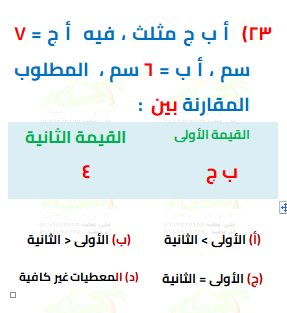 ٢٣) أ ب ج مثلث ، فيه أ ج = ٧
سم ، أ ب = ٦ سم ، المطلوب
المقارنة بين :
القيمة الأولى القيمة الثانية
ب ج ٤
(أ) الأولى > الثانية (ب) الأولى < الثانية
(ج) الأولى = الثانية (د) المعطيات غير كافية